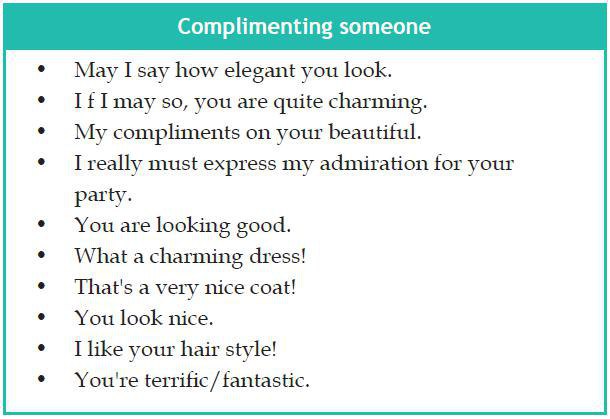 Complimenting someone
• May I say how elegant you look.
• I f I may so, you are quite charming.
• My compliments on your beautiful.
• I really must express my admiration for your
party.
• You are looking good.
• What a charming dress!
• That's a very nice coat!
• You look nice.
• I like your hair style!
• You're terrific/fantastic.